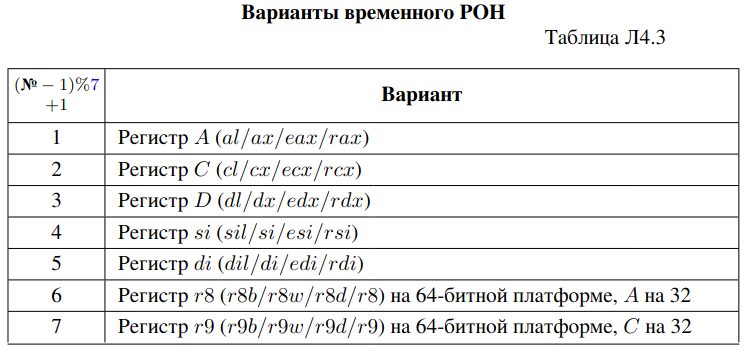 Варианты временного РОН
Таблица Л4.3
(№ − 1)%7
+1
Вариант
1 Регистр A (al/ax/eax/rax)
2 Регистр C (cl/cx/ecx/rcx)
3 Регистр D (dl/dx/edx/rdx)
4 Регистр si (sil/si/esi/rsi)
5 Регистр di (dil/di/edi/rdi)
6 Регистр r8 (r8b/r8w/r8d/r8) на 64-битной платформе, A на 32
7 Регистр r9 (r9b/r9w/r9d/r9) на 64-битной платформе, C на 32